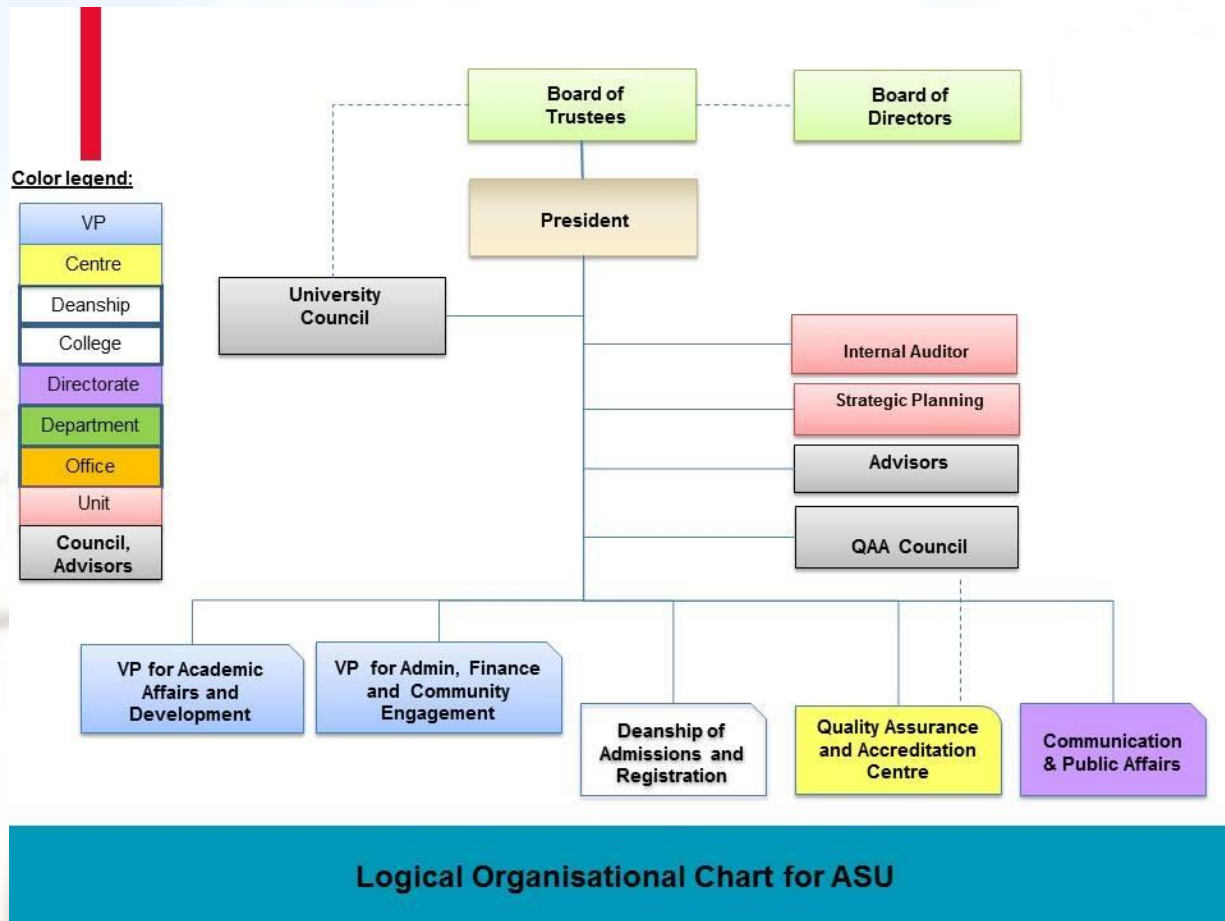 Board of
Trustees
Board of
Directors
Color legend:
VP
Centre
Deanship
College
Directorate
Department
Office
Unit
Council,
Advisors
President
University
Council
Internal Auditor
Strategic Planning
Advisors
QAA Council
VP for Academic
Affairs and
Development
VP for Admin, Finance
and Community
Engagement
Deanship of
Admissions and
Registration
Quality Assurance
and Accreditation
Centre
Communication
& Public Affairs
Logical Organisational Chart for ASU